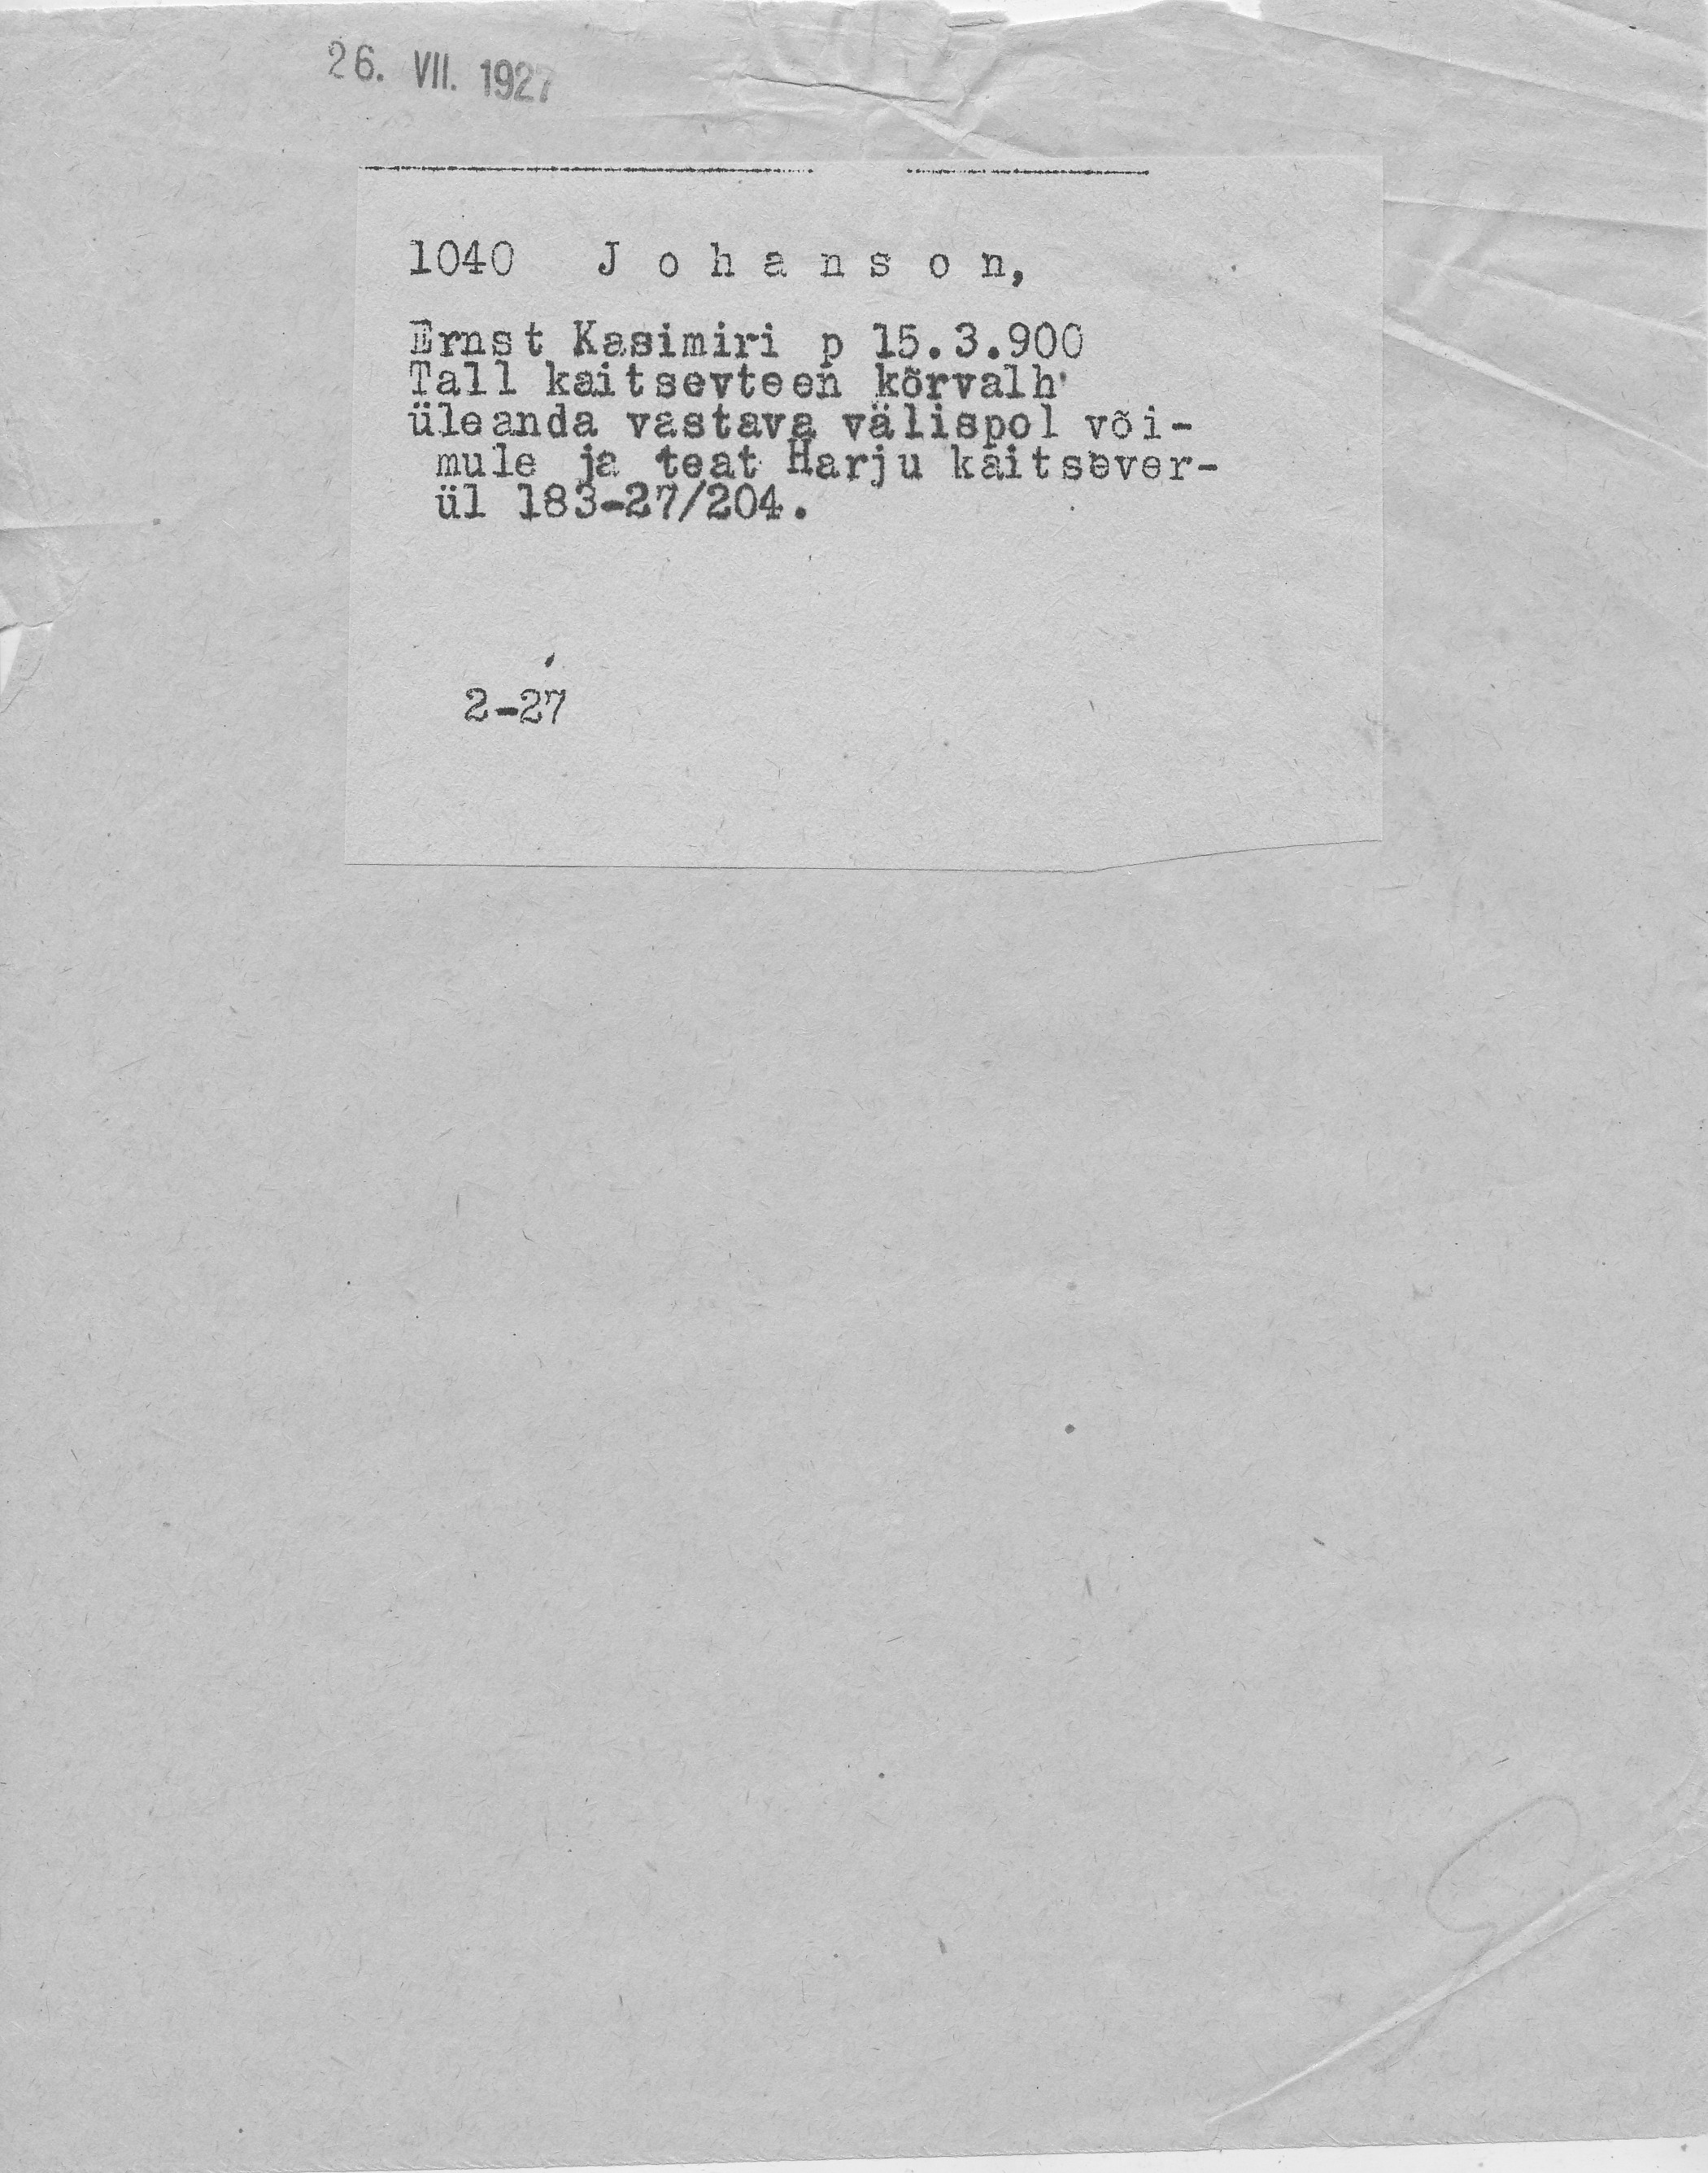 26. VII. 1927
1040 Johanson,
Ernst Kasimiri p 15.3.900
Tall kaitsevteen kõrvalh
üleanda vastava välispol või-
mule ja teat Harju kaitsever-
ül 183-27/204.
2-27